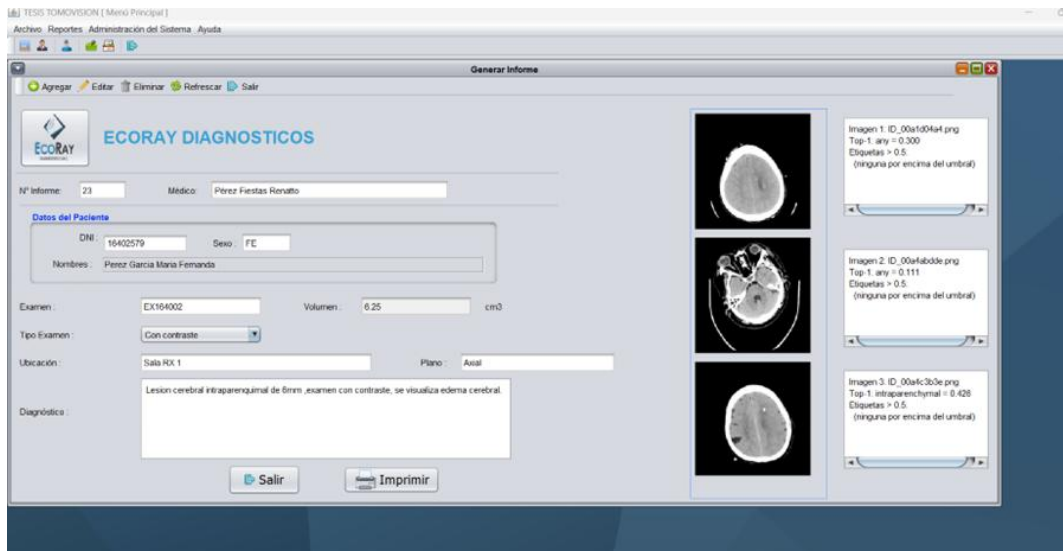 TESIS TOMOVISION [ Menú Principal ]
Archivo Reportes Administración del Sistema Ayuda
Generar Informe
Agregar Editar Eliminar Refrescar Salir
ECORAY
ECORAY DIAGNOSTICOS
N° Informe: 23 Médico: Perez Fiestas Renatto
Datos del Paciente
DNI : 16402579 Sexo : FE
Nombres : Perez Garcia Maria Fernanda
Examen : EX164002 Volumen : 6.25 cm3
Tipo Examen : Con contraste
Ubicación : Sala RX 1 Plano : Axial
Diagnóstico : Lesion cerebral intraparenquimal de 6mm ,examen con contraste, se visualiza edema cerebral.
Salir Imprimir
Imagen 1: ID_00a1d04a4.png
Top-1: any = 0.300
Etiquetas > 0.5:
(ninguna por encima del umbral)
Imagen 2: ID_00a4abdde.png
Top-1: any = 0.111
Etiquetas > 0.5:
(ninguna por encima del umbral)
Imagen 3: ID_00a4c3b3e.png
Top-1: intraparenchymal = 0.426
Etiquetas > 0.5:
(ninguna por encima del umbral)